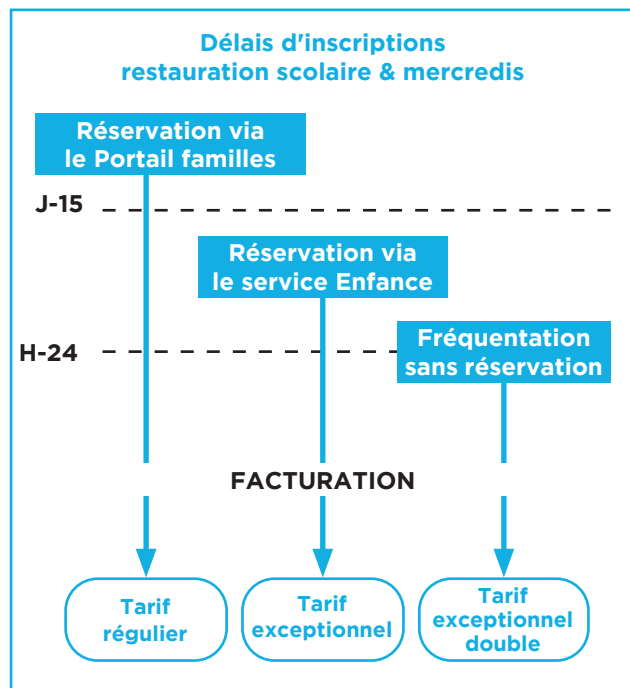 Délais d'inscriptions
restauration scolaire & mercredis
Réservation via
le Portail familles
J-15
Réservation via
le service Enfance
H-24
Fréquentation
sans réservation
FACTURATION
Tarif
régulier
Tarif
exceptionnel
Tarif
exceptionnel
double